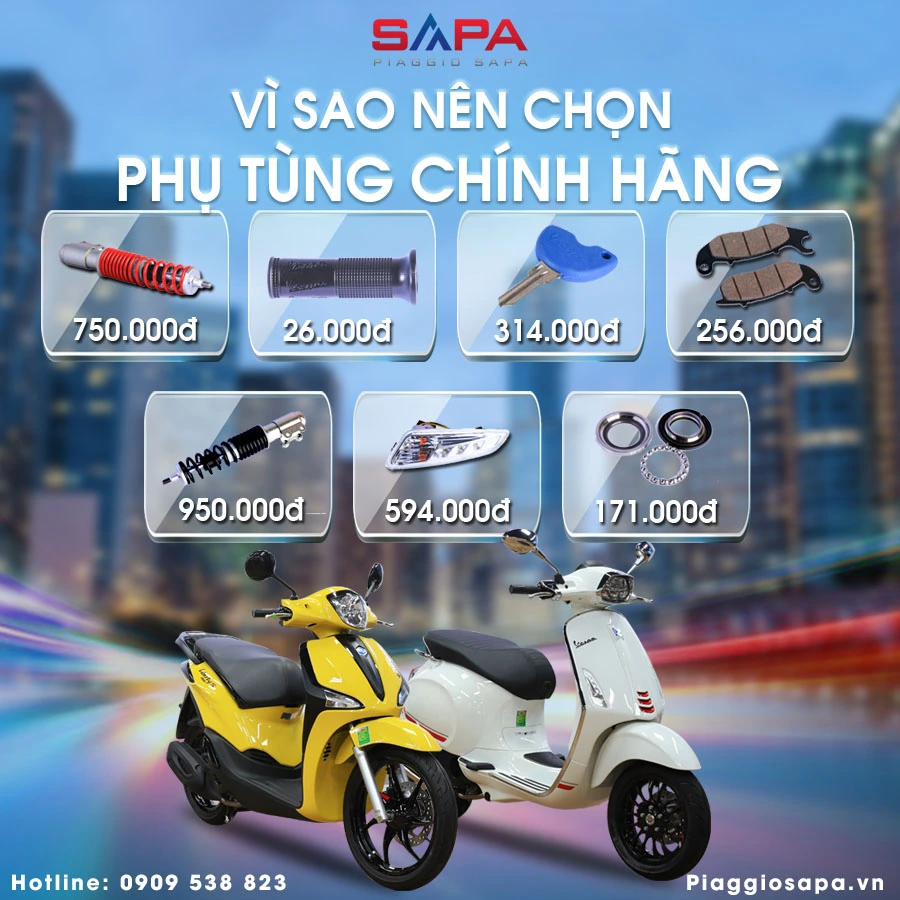 SAPA
PIAGGIO SAPA
VÌ SAO NÊN CHỌN
PHỤ TÙNG CHÍNH HÃNG
750.000đ
26.000đ
314.000đ
256.000đ
950.000đ
594.000đ
171.000đ
Vespa
Hotline: 0909 538 823
Piaggiosapa.vn